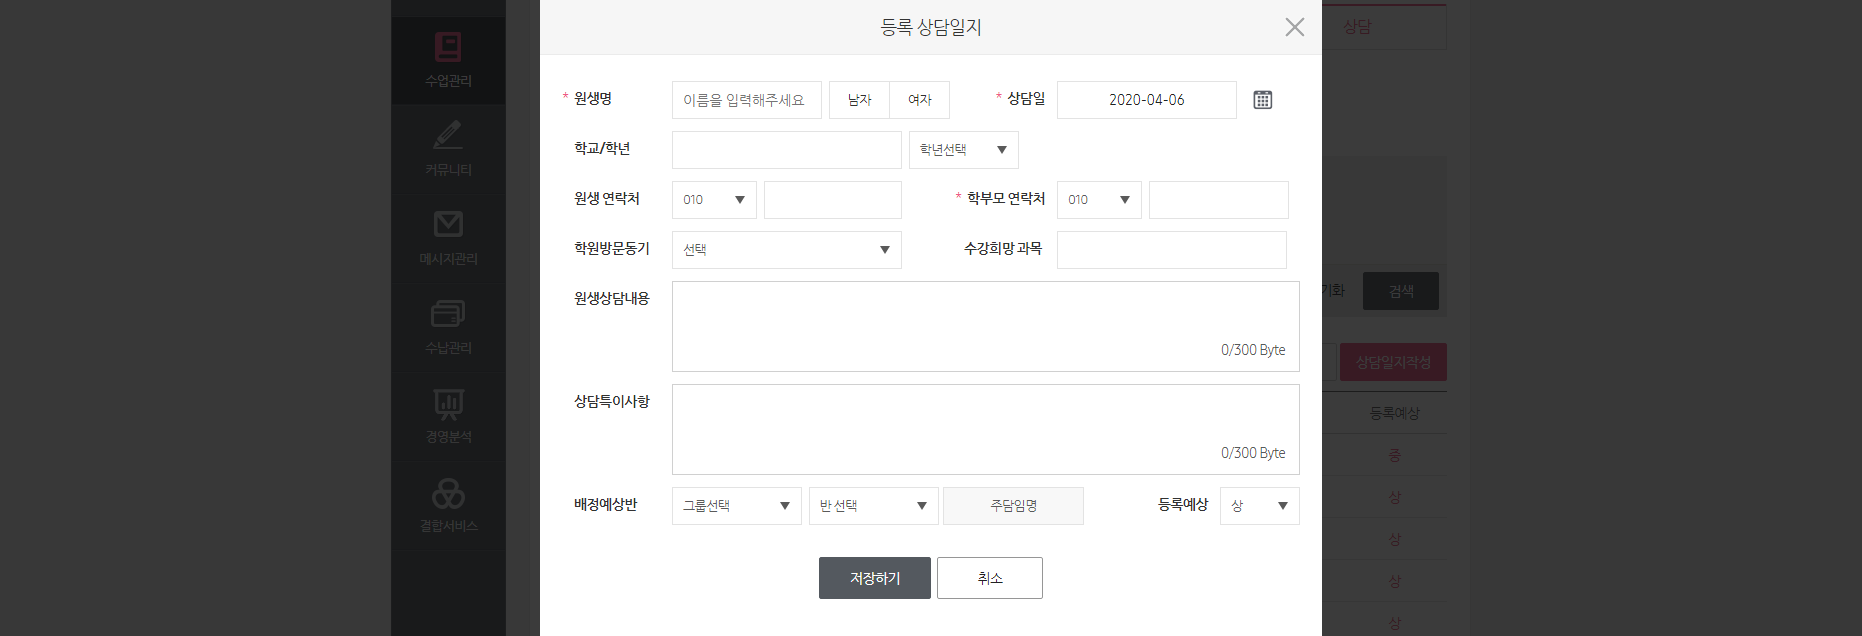 등록 상담일지
상담
수업관리
커뮤니티
메시지관리
수납관리
경영분석
결합서비스
* 원생명 이름을 입력해주세요 남자 여자 * 상담일 2020-04-06
학교/학년 학년선택
원생 연락처 010 * 학부모 연락처 010
학원방문동기 선택 수강희망 과목
원생상담내용
0/300 Byte
상담특이사항
0/300 Byte
배정예상반 그룹선택 반 선택 주담임명 등록예상 상
저장하기 취소
기화 검색
상담일지작성
등록예상
중
상
상
상
상